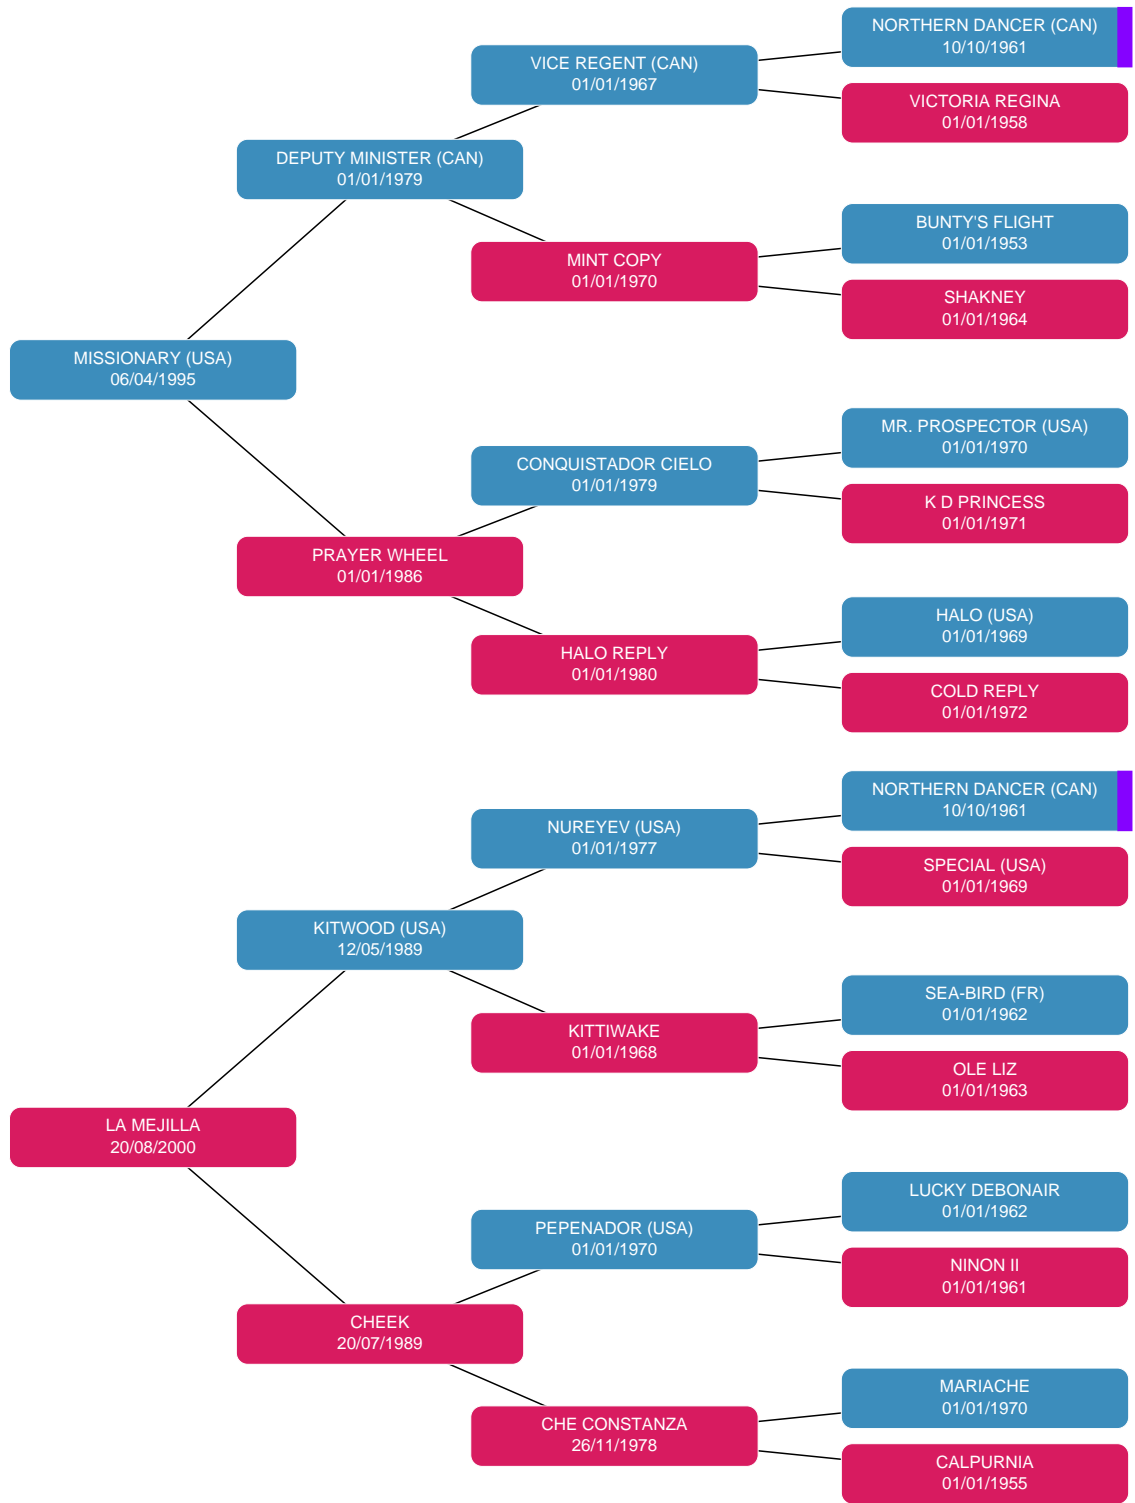 NORTHERN DANCER (CAN)
10/10/1961
VICE REGENT (CAN)
01/01/1967
VICTORIA REGINA
01/01/1958
DEPUTY MINISTER (CAN)
01/01/1979
BUNTY'S FLIGHT
01/01/1953
MINT COPY
01/01/1970
SHAKNEY
01/01/1964
MISSIONARY (USA)
06/04/1995
MR. PROSPECTOR (USA)
01/01/1970
CONQUISTADOR CIELO
01/01/1979
K D PRINCESS
01/01/1971
PRAYER WHEEL
01/01/1986
HALO (USA)
01/01/1969
HALO REPLY
01/01/1980
COLD REPLY
01/01/1972
NORTHERN DANCER (CAN)
10/10/1961
NUREYEV (USA)
01/01/1977
SPECIAL (USA)
01/01/1969
KITWOOD (USA)
12/05/1989
SEA-BIRD (FR)
01/01/1962
KITTIWAKE
01/01/1968
OLE LIZ
01/01/1963
LA MEJILLA
20/08/2000
LUCKY DEBONAIR
01/01/1962
PEPENADOR (USA)
01/01/1970
NINON II
01/01/1961
CHEEK
20/07/1989
MARIACHE
01/01/1970
CHE CONSTANZA
26/11/1978
CALPURNIA
01/01/1955